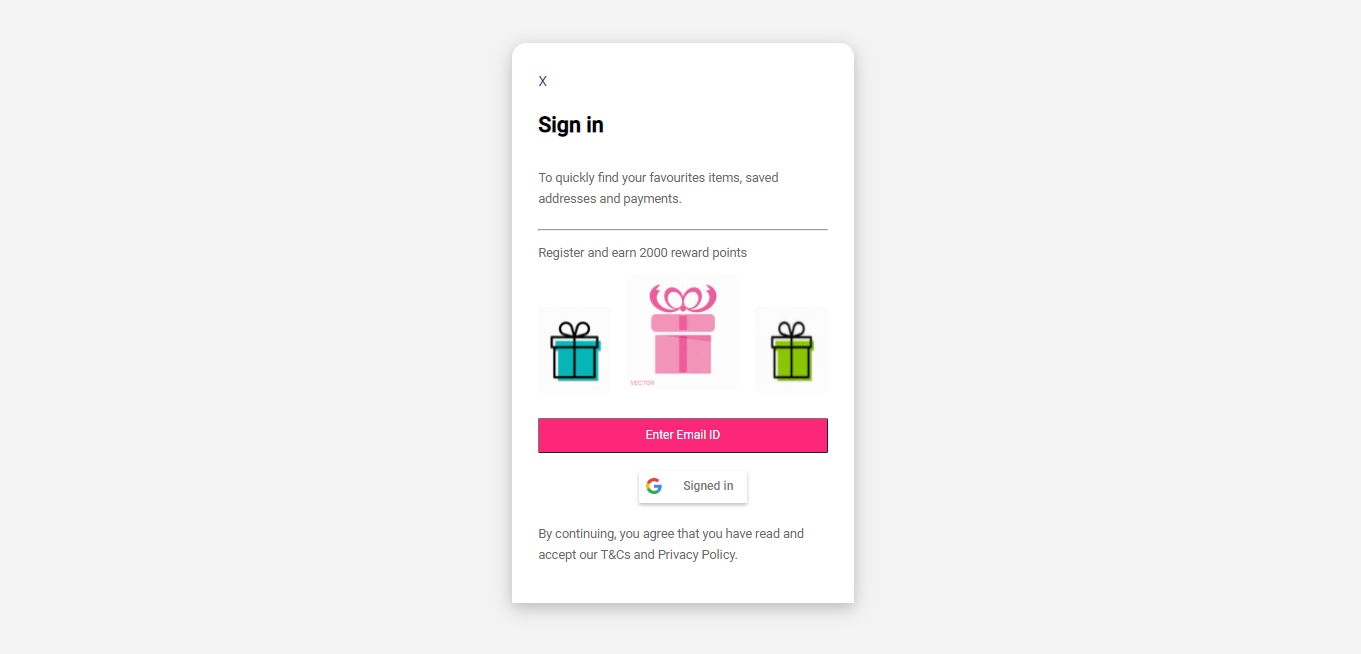 X
Sign in
To quickly find your favourites items, saved
addresses and payments.
Register and earn 2000 reward points
VECTOR
Enter Email ID
Signed in
By continuing, you agree that you have read and
accept our T&Cs and Privacy Policy.